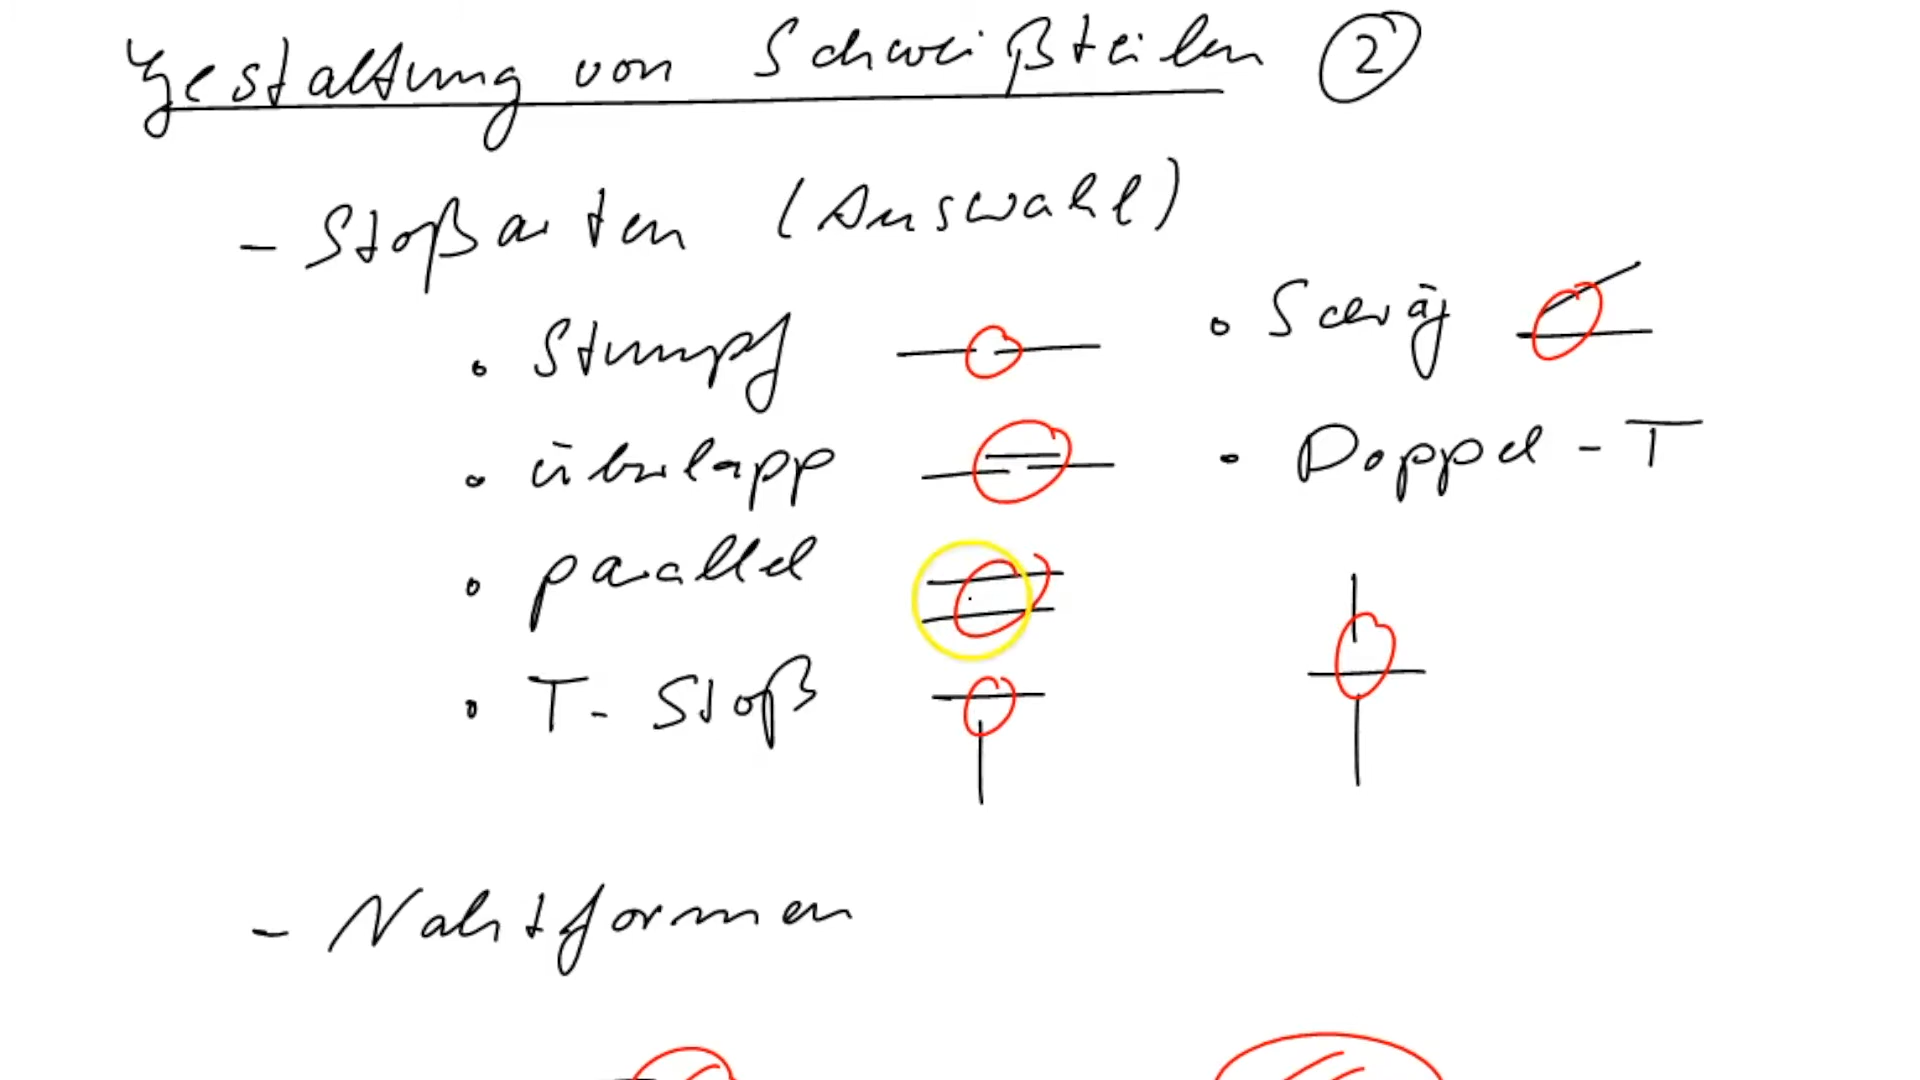 Gestaltung von Schweißteilen 2
- Stoßarten (Auswahl)
• Stumpf
• überlapp
• parallel
• T-Stoß
• Schräg
• Doppel-T
- Nahtformen